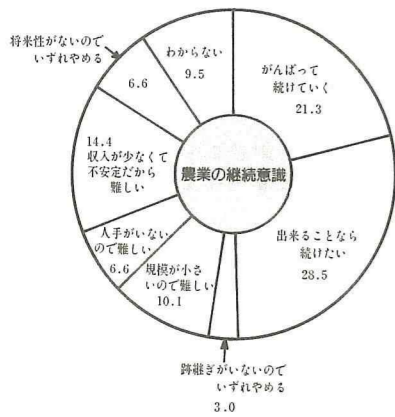 農業の継続意識
がんばって
続けていく
21.3
出来ることなら
続けたい
28.5
跡継ぎがいないので
いずれやめる
3.0
規模が小さ
いので難しい
10.1
人手がいない
ので難しい
6.6
14.4
収入が少なくて
不安定だから
難しい
将来性がないので
いずれやめる
6.6
わからない
9.5